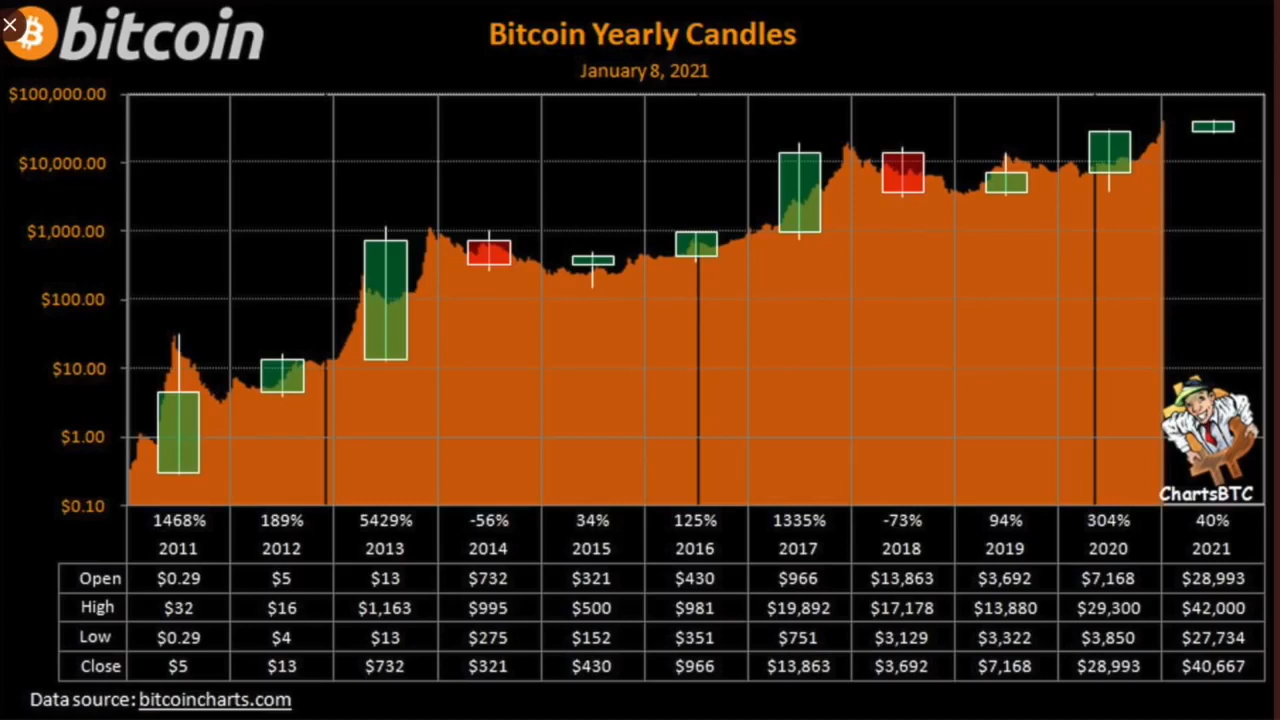 bitcoin
Bitcoin Yearly Candles
January 8, 2021
$100,000.00
$10,000.00
$1,000.00
$100.00
$10.00
$1.00
$0.10
ChartsBTC
1468% 189% 5429% -56% 34% 125% 1335% -73% 94% 304% 40%
2011 2012 2013 2014 2015 2016 2017 2018 2019 2020 2021
Open $0.29 $5 $13 $732 $321 $430 $966 $13,863 $3,692 $7,168 $28,993
High $32 $16 $1,163 $995 $500 $981 $19,892 $17,178 $13,880 $29,300 $42,000
Low $0.29 $4 $13 $275 $152 $351 $751 $3,129 $3,322 $3,850 $27,734
Close $5 $13 $732 $321 $430 $966 $13,863 $3,692 $7,168 $28,993 $40,667
Data source: bitcoincharts.com